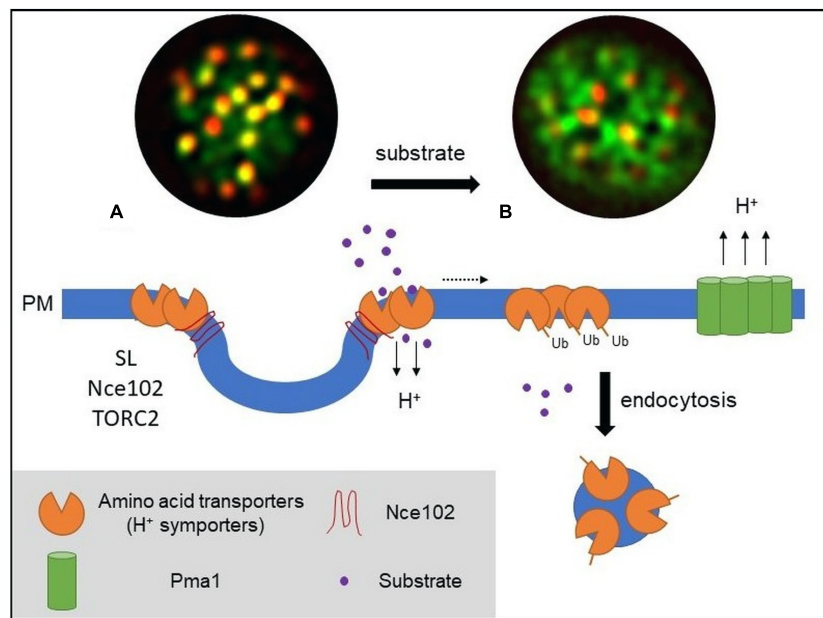 substrate
A
B
H+
PM
Ub
Ub
Ub
SL
Nce102
TORC2
H+
endocytosis
Amino acid transporters
(H+ symporters)
Nce102
Pma1
Substrate